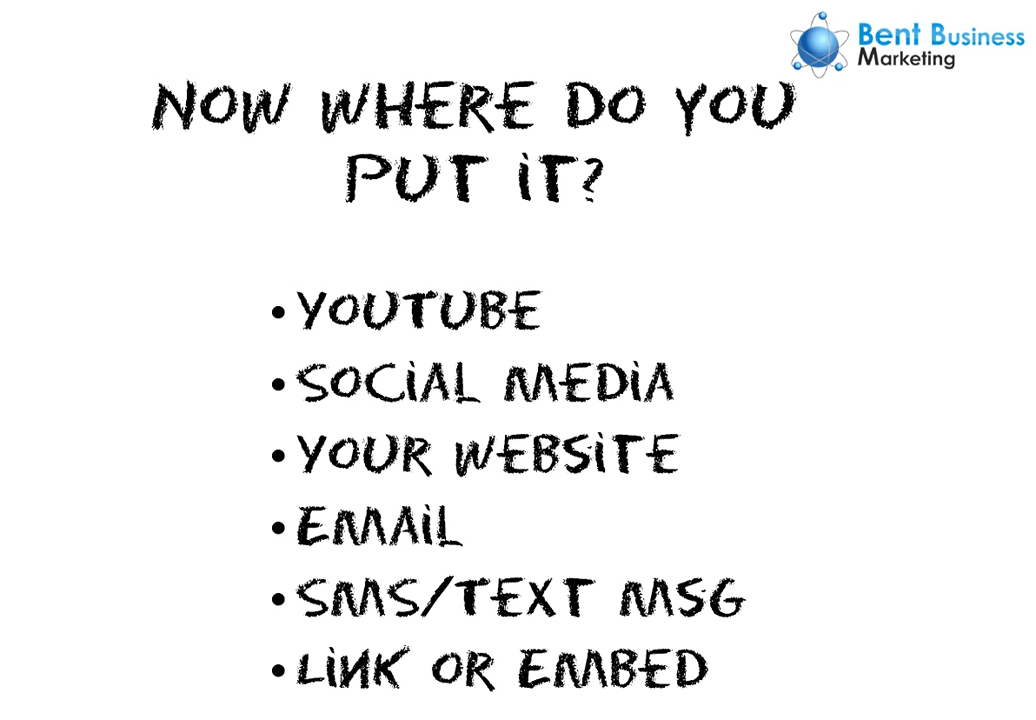 Bent Business
Marketing
NOW WHERE DO YOU
PUT iT?
• YOUTUBE
• SOCiAL MEDiA
• YOUR WEBSiTE
• EMAiL
• SMS/TEXT MSG
• LiNK OR EMBED